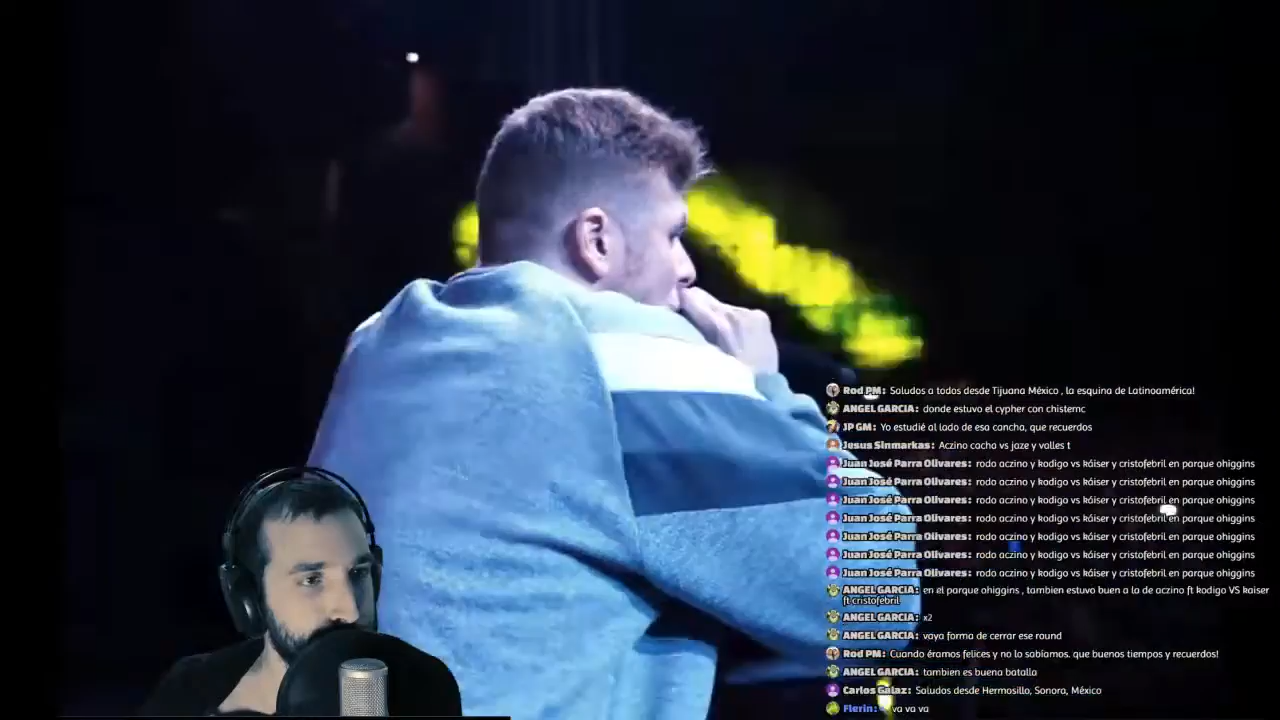 Rod PM: Saludos a todos desde Tijuana México , la esquina de Latinoamérica!
ANGEL GARCIA: donde estuvo el cypher con chistemc
JP GM: Yo estudié al lado de esa cancha, que recuerdos
Jesus Sinmarkas: Aczino cacha vs jaze y valles t
Juan José Parra Olivares: rodo aczino y kodigo vs káiser y cristofebril en parque ohiggins
Juan José Parra Olivares: rodo aczino y kodigo vs káiser y cristofebril en parque ohiggins
Juan José Parra Olivares: rodo aczino y kodigo vs káiser y cristofebril en parque ohiggins
Juan José Parra Olivares: rodo aczino y kodigo vs káiser y cristofebril en parque ohiggins
Juan José Parra Olivares: rodo aczino y kodigo vs káiser y cristofebril en parque ohiggins
Juan José Parra Olivares: rodo aczino y kodigo vs káiser y cristofebril en parque ohiggins
Juan José Parra Olivares: rodo aczino y kodigo vs káiser y cristofebril en parque ohiggins
ANGEL GARCIA: en el parque ohiggins , tambien estuvo buen a la de aczino ft kodigo VS kaiser
ft cristofebril
ANGEL GARCIA: x2
ANGEL GARCIA: vaya forma de cerrar ese round
Rod PM: Cuando éramos felices y no lo sabíamos. que buenos tiempos y recuerdos!
ANGEL GARCIA: tambien es buena batalla
Carlos Galaz: Saludos desde Hermosillo, Sonora, México
Flerin: va va va